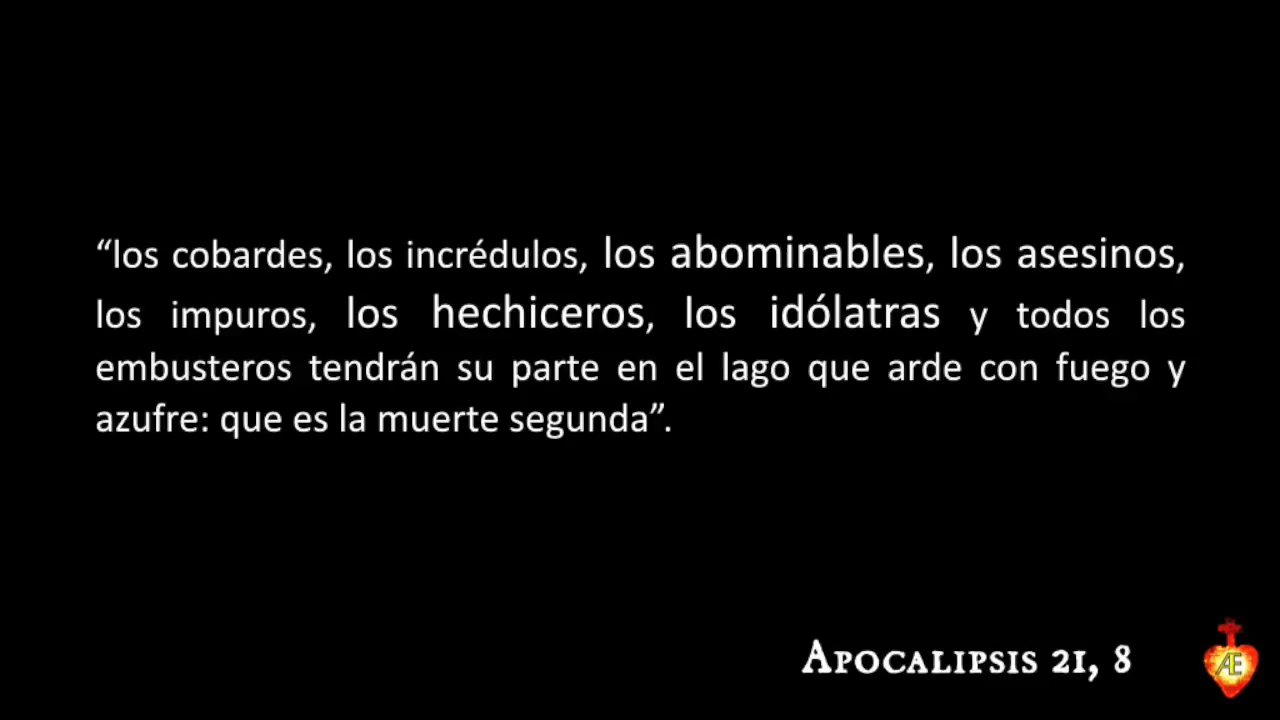 “los cobardes, los incrédulos, los abominables, los asesinos,
los impuros, los hechiceros, los idólatras y todos los
embusteros tendrán su parte en el lago que arde con fuego y
azufre: que es la muerte segunda”.
Apocalipsis 21, 8
Æ